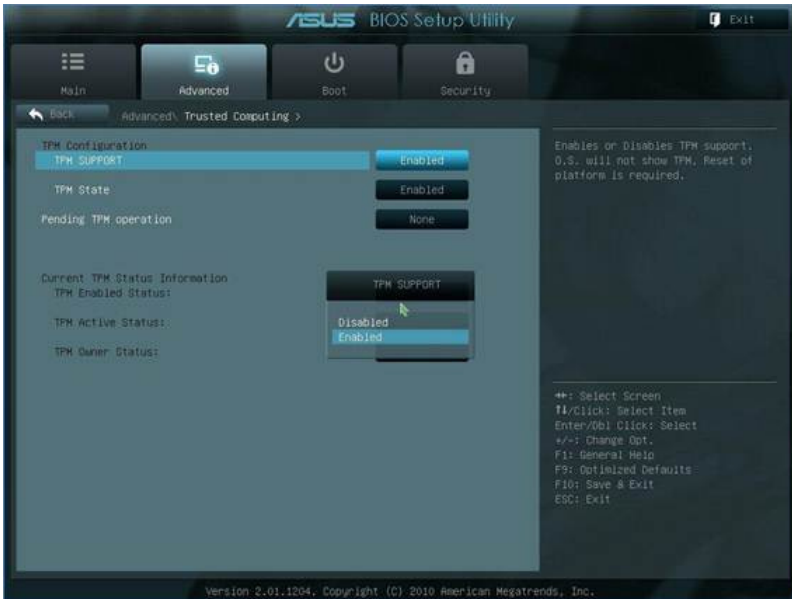 ASUS BIOS Setup Utility
Exit
Main
Advanced
Boot
Security
Back
Advanced\ Trusted Computing >
TPM Configuration
TPM SUPPORT
Enabled
TPM State
Enabled
Pending TPM operation
None
Current TPM Status Information
TPM Enabled Status:
TPM Active Status:
TPM Owner Status:
TPM SUPPORT
Disabled
Enabled
Enables or Disables TPM support.
O.S. will not show TPM. Reset of
platform is required.
→←: Select Screen
↑↓/Click: Select Item
Enter/Dbl Click: Select
+/-: Change Opt.
F1: General Help
F9: Optimized Defaults
F10: Save & Exit
ESC: Exit
Version 2.01.1204. Copyright (C) 2010 American Megatrends, Inc.